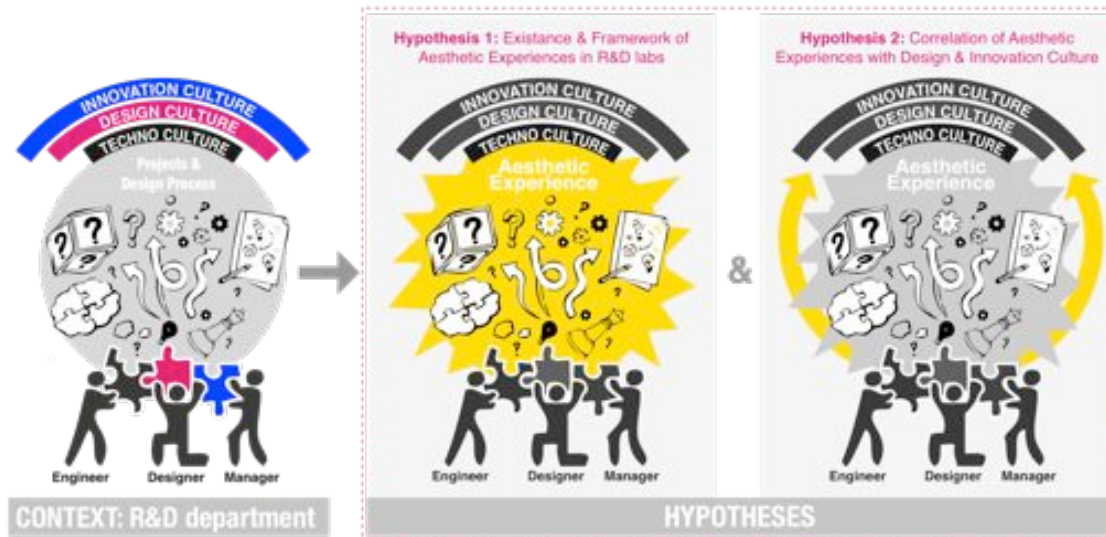 INNOVATION CULTURE
DESIGN CULTURE
TECHNO CULTURE
Projects &
Design Process
Engineer Designer Manager
CONTEXT: R&D department
Hypothesis 1: Existance & Framework of
Aesthetic Experiences in R&D labs
INNOVATION CULTURE
DESIGN CULTURE
TECHNO CULTURE
Aesthetic
Experience
Engineer Designer Manager
&
Hypothesis 2: Correlation of Aesthetic
Experiences with Design & Innovation Culture
INNOVATION CULTURE
DESIGN CULTURE
TECHNO CULTURE
Aesthetic
Experience
Engineer Designer Manager
HYPOTHESES